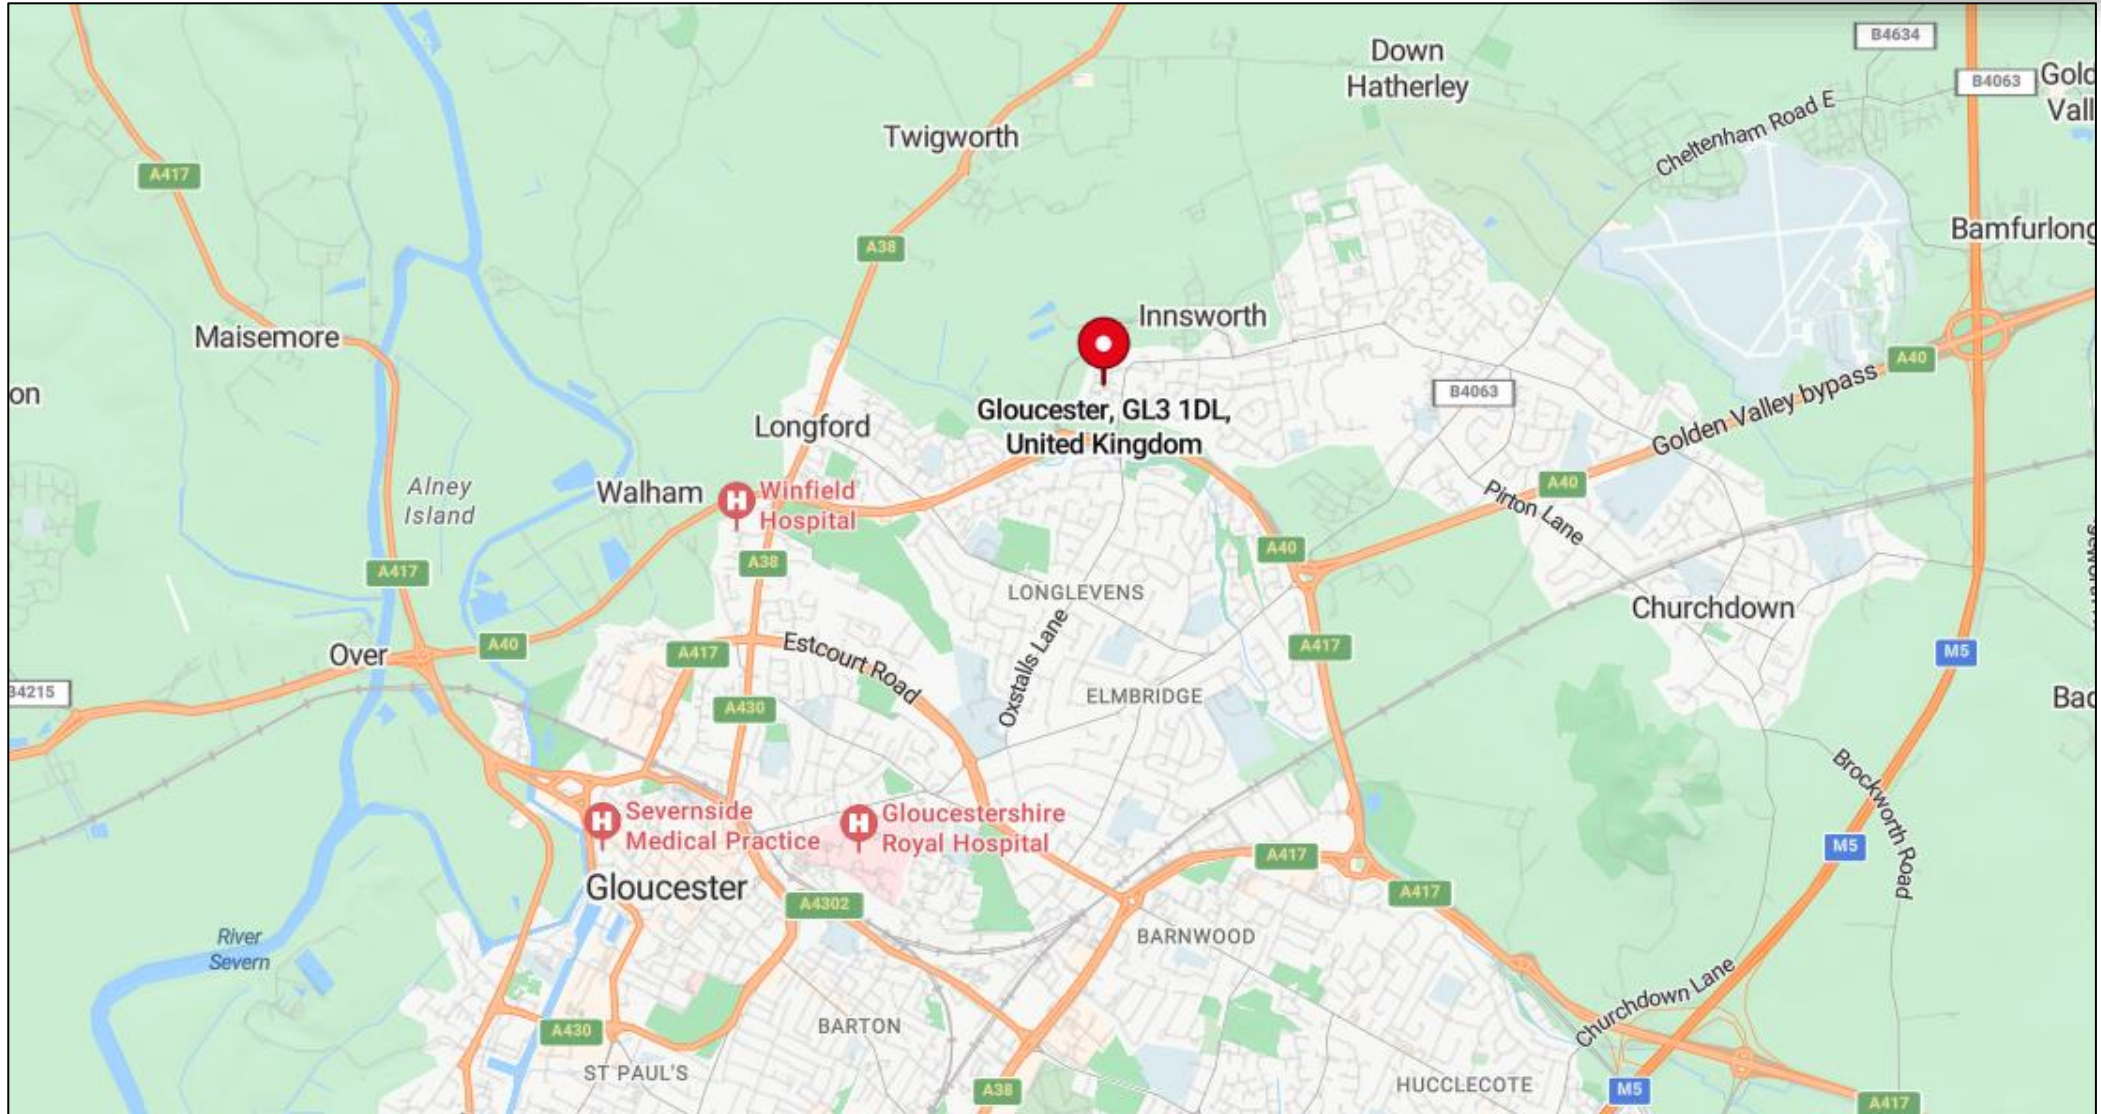 B4634
Down
Hatherley
B4063
Gold
Vall
Twigworth
Cheltenham Road E
A417
A38
Bamfurlong
Innsworth
Maisemore
A40
on
B4063
Golden Valley bypass
Gloucester, GL3 1DL,
United Kingdom
Longford
Alney
Island
Walham
Winfield
Hospital
A40
Pirton Lane
A417
A38
A40
LONGLEVENS
Churchdown
Oxstalls Lane
Over
A40
A417
Estcourt Road
A417
M5
34215
A430
ELMBRIDGE
Bad
Brockworth Road
Severnside
Medical Practice
Gloucestershire
Royal Hospital
M5
A417
Gloucester
A4302
A417
River
Severn
BARNWOOD
Churchdown Lane
A430
BARTON
ST PAUL'S
A38
HUCCLECOTE
M5
A417